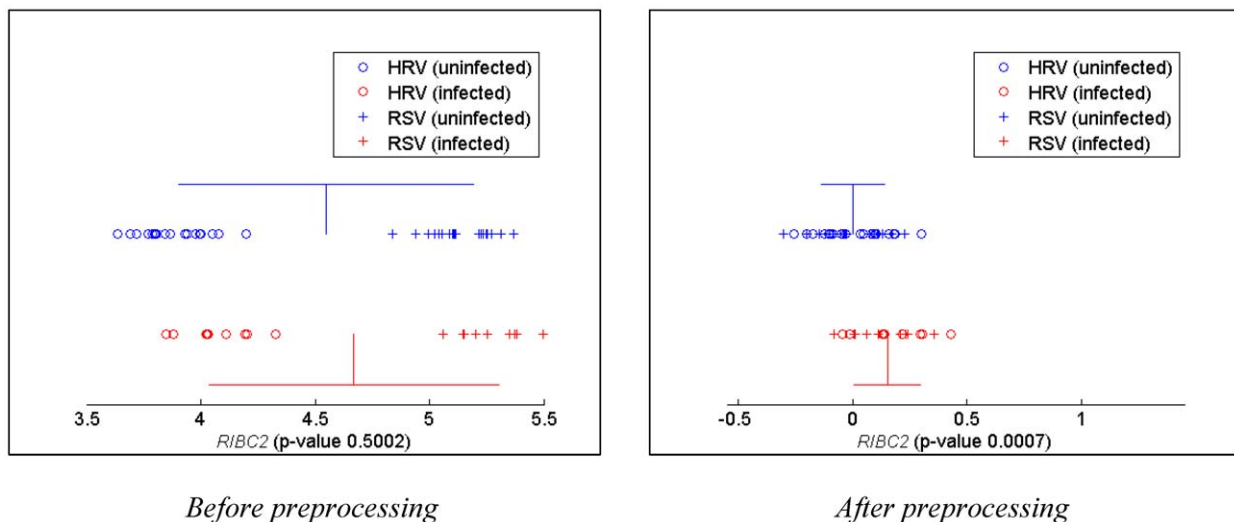 HRV (uninfected)
HRV (infected)
RSV (uninfected)
RSV (infected)
3.5 4 4.5 5 5.5
RIBC2 (p-value 0.5002)
Before preprocessing
HRV (uninfected)
HRV (infected)
RSV (uninfected)
RSV (infected)
-0.5 0 0.5 1
RIBC2 (p-value 0.0007)
After preprocessing